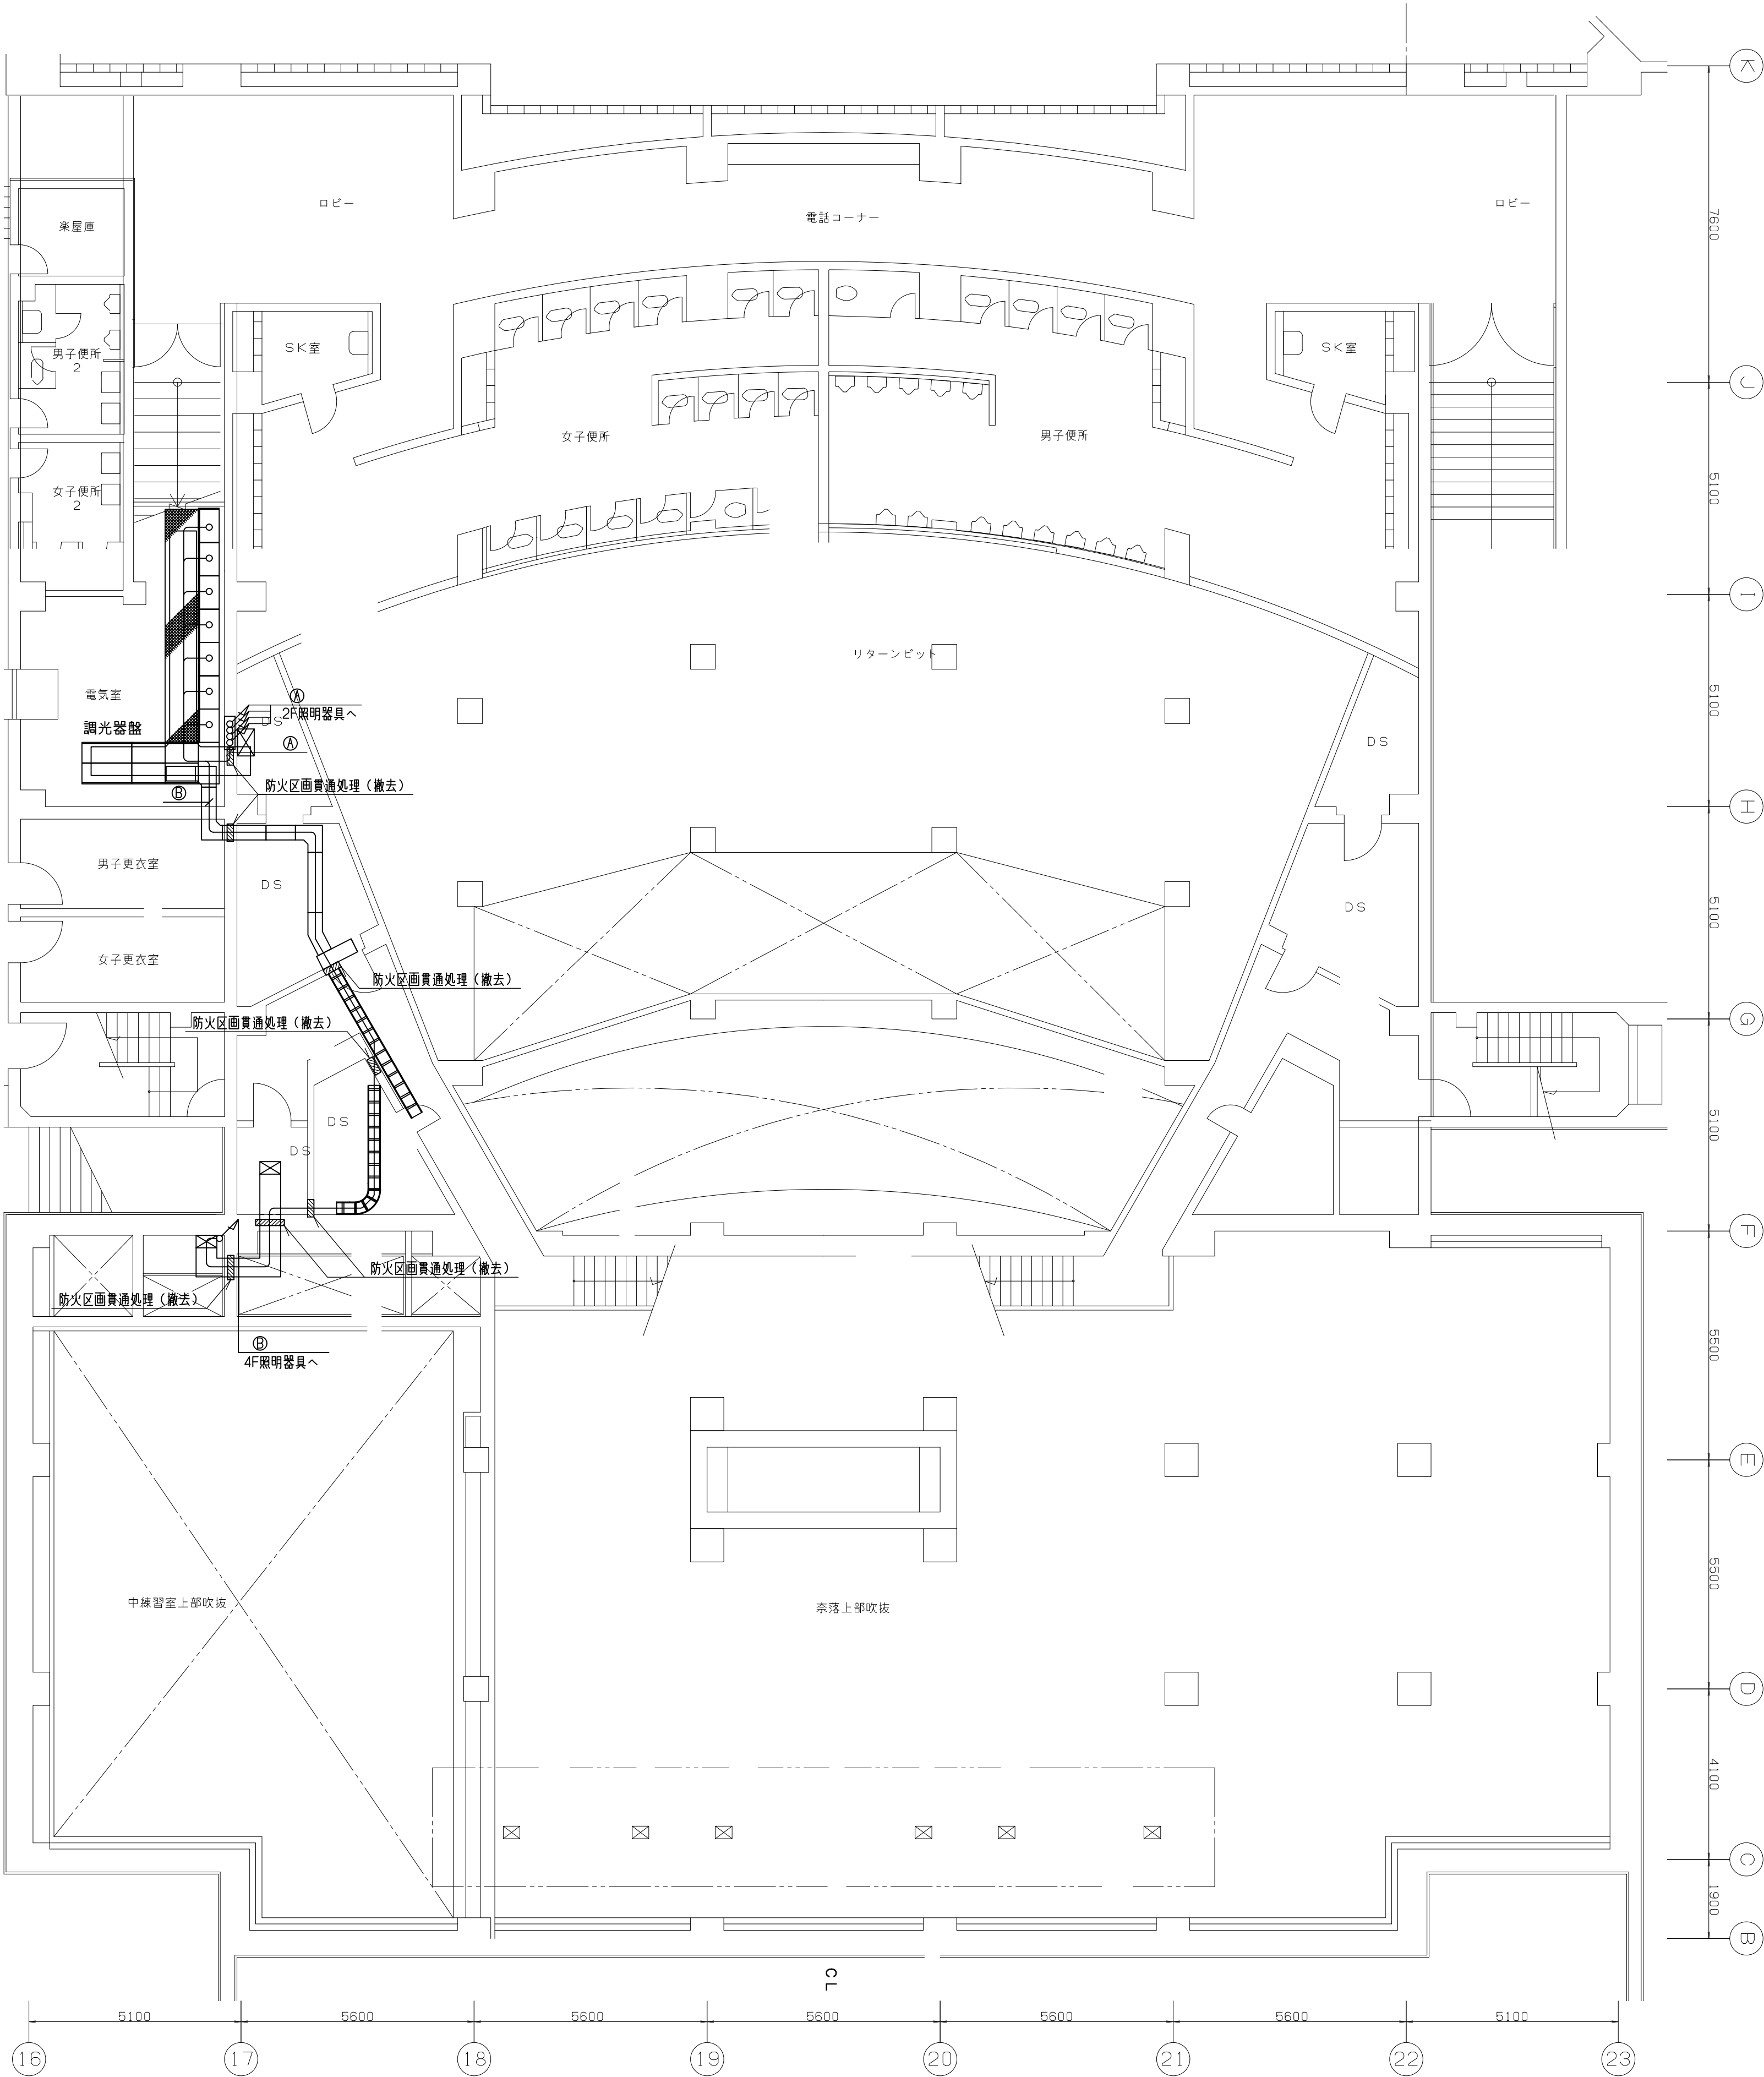 K
ロビー
電話コーナー
ロビー
楽屋庫
7600
SK室
SK室
男子便所
2
J
女子便所
男子便所
女子便所
2
5100
I
リターンピット
電気室
A
2F照明器具へ
DS
調光器盤
A
DS
5100
防火区画貫通処理(撤去)
B
H
男子更衣室
DS
DS
5100
女子更衣室
防火区画貫通処理(撤去)
防火区画貫通処理(撤去)
G
DS
DS
5100
F
防火区画貫通処理(撤去)
防火区画貫通処理(撤去)
B
4F照明器具へ
5500
E
中練習室上部吹抜
奈落上部吹抜
5500
D
4100
C
1900
B
CL
5100
5600
5600
5600
5600
5600
5100
16
17
18
19
20
21
22
23